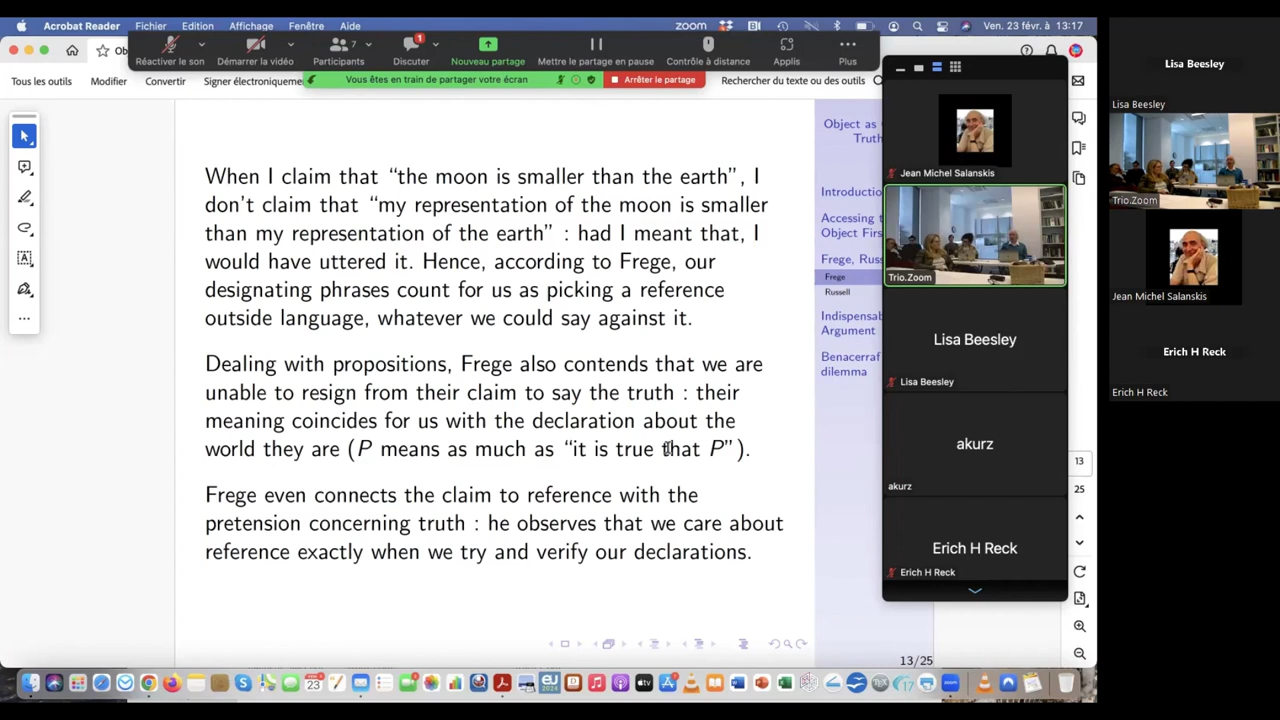 Acrobat Reader Fichier Edition Affichage Fenêtre Aide zoom Ven. 23 févr. à 13:17
Réactiver le son Démarrer la vidéo Participants 7 Discuter 1 Nouveau partage Mettre le partage en pause Contrôle à distance Applis Plus
Vous êtes en train de partager votre écran Arrêter le partage
Ob
Tous les outils Modifier Convertir Signer électroniquemen Rechercher du texte ou des outils
When I claim that “the moon is smaller than the earth”, I
don’t claim that “my representation of the moon is smaller
than my representation of the earth” : had I meant that, I
would have uttered it. Hence, according to Frege, our
designating phrases count for us as picking a reference
outside language, whatever we could say against it.
Dealing with propositions, Frege also contends that we are
unable to resign from their claim to say the truth : their
meaning coincides for us with the declaration about the
world they are (P means as much as “it is true that P”).
Frege even connects the claim to reference with the
pretension concerning truth : he observes that we care about
reference exactly when we try and verify our declarations.
Object as
Truth
Introduction
Accessing t
Object Firs
Frege, Russ
Frege
Russell
Indispensab
Argument
Benacerraf
dilemma
13/25
Jean Michel Salanskis
Trio.Zoom
Lisa Beesley
Lisa Beesley
akurz
akurz
Erich H Reck
Erich H Reck
13
25
Lisa Beesley
Lisa Beesley
Trio.Zoom
Jean Michel Salanskis
Erich H Reck
Erich H Reck